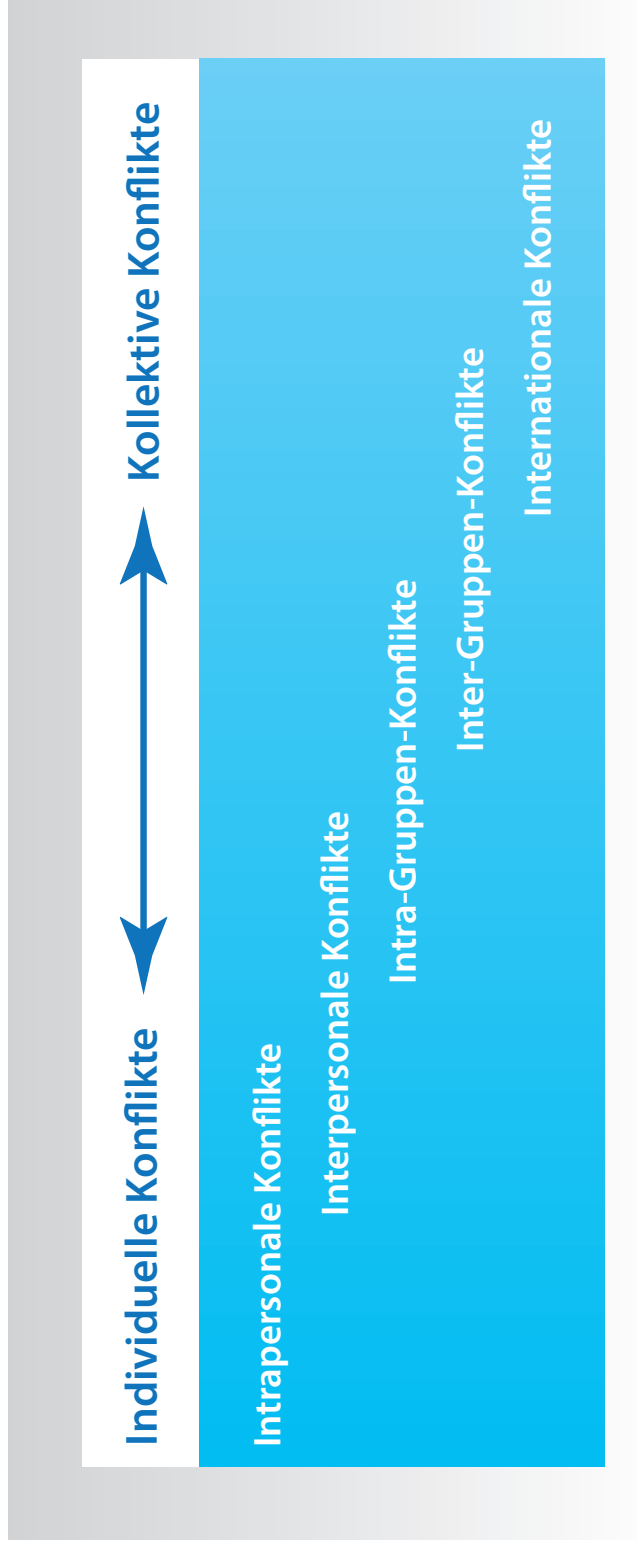 Individuelle Konflikte
Kollektive Konflikte
Intrapersonale Konflikte
Interpersonale Konflikte
Intra-Gruppen-Konflikte
Inter-Gruppen-Konflikte
Internationale Konflikte